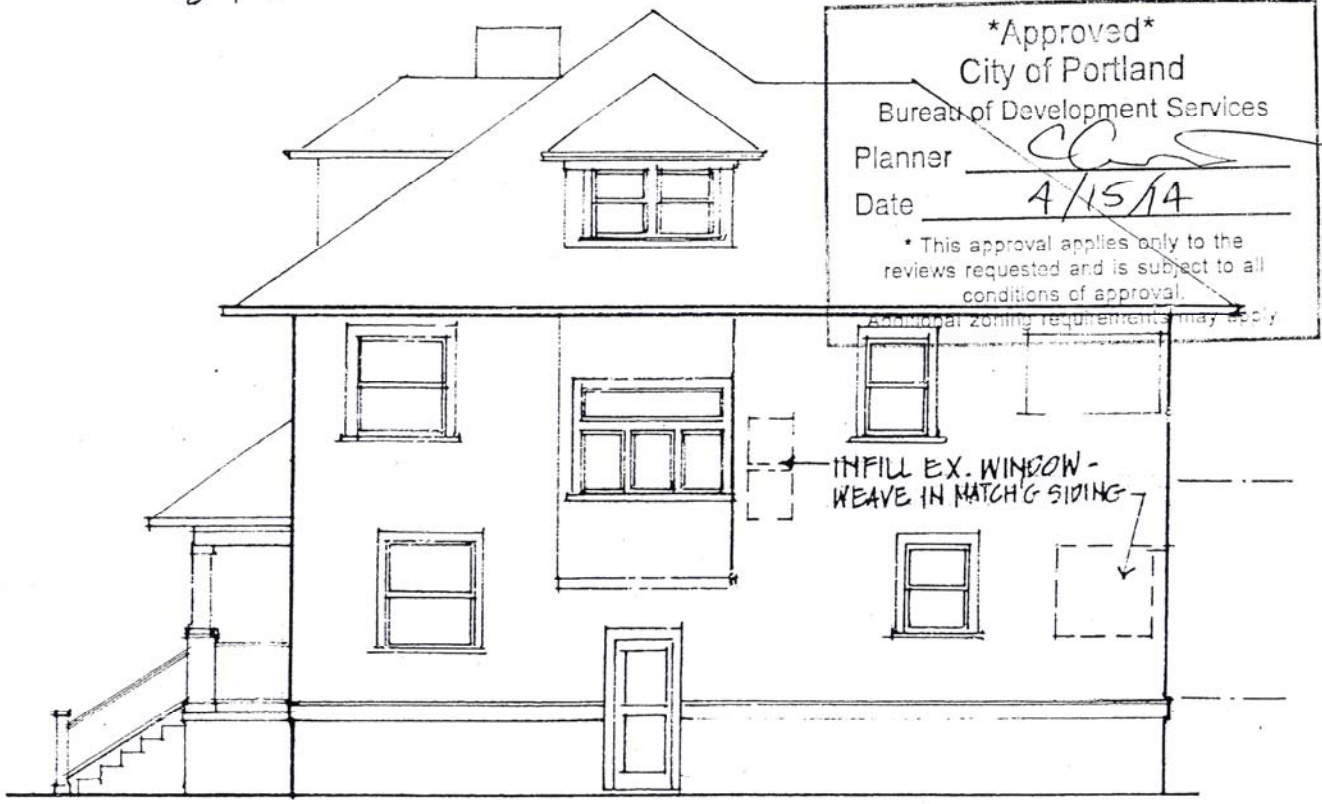 *Approved*
City of Portland
Bureau of Development Services
Planner
Date 4/15/14
* This approval applies only to the
reviews requested and is subject to all
conditions of approval.
Additional zoning requirements may apply
INFILL EX. WINDOW -
WEAVE IN MATCH'G SIDING